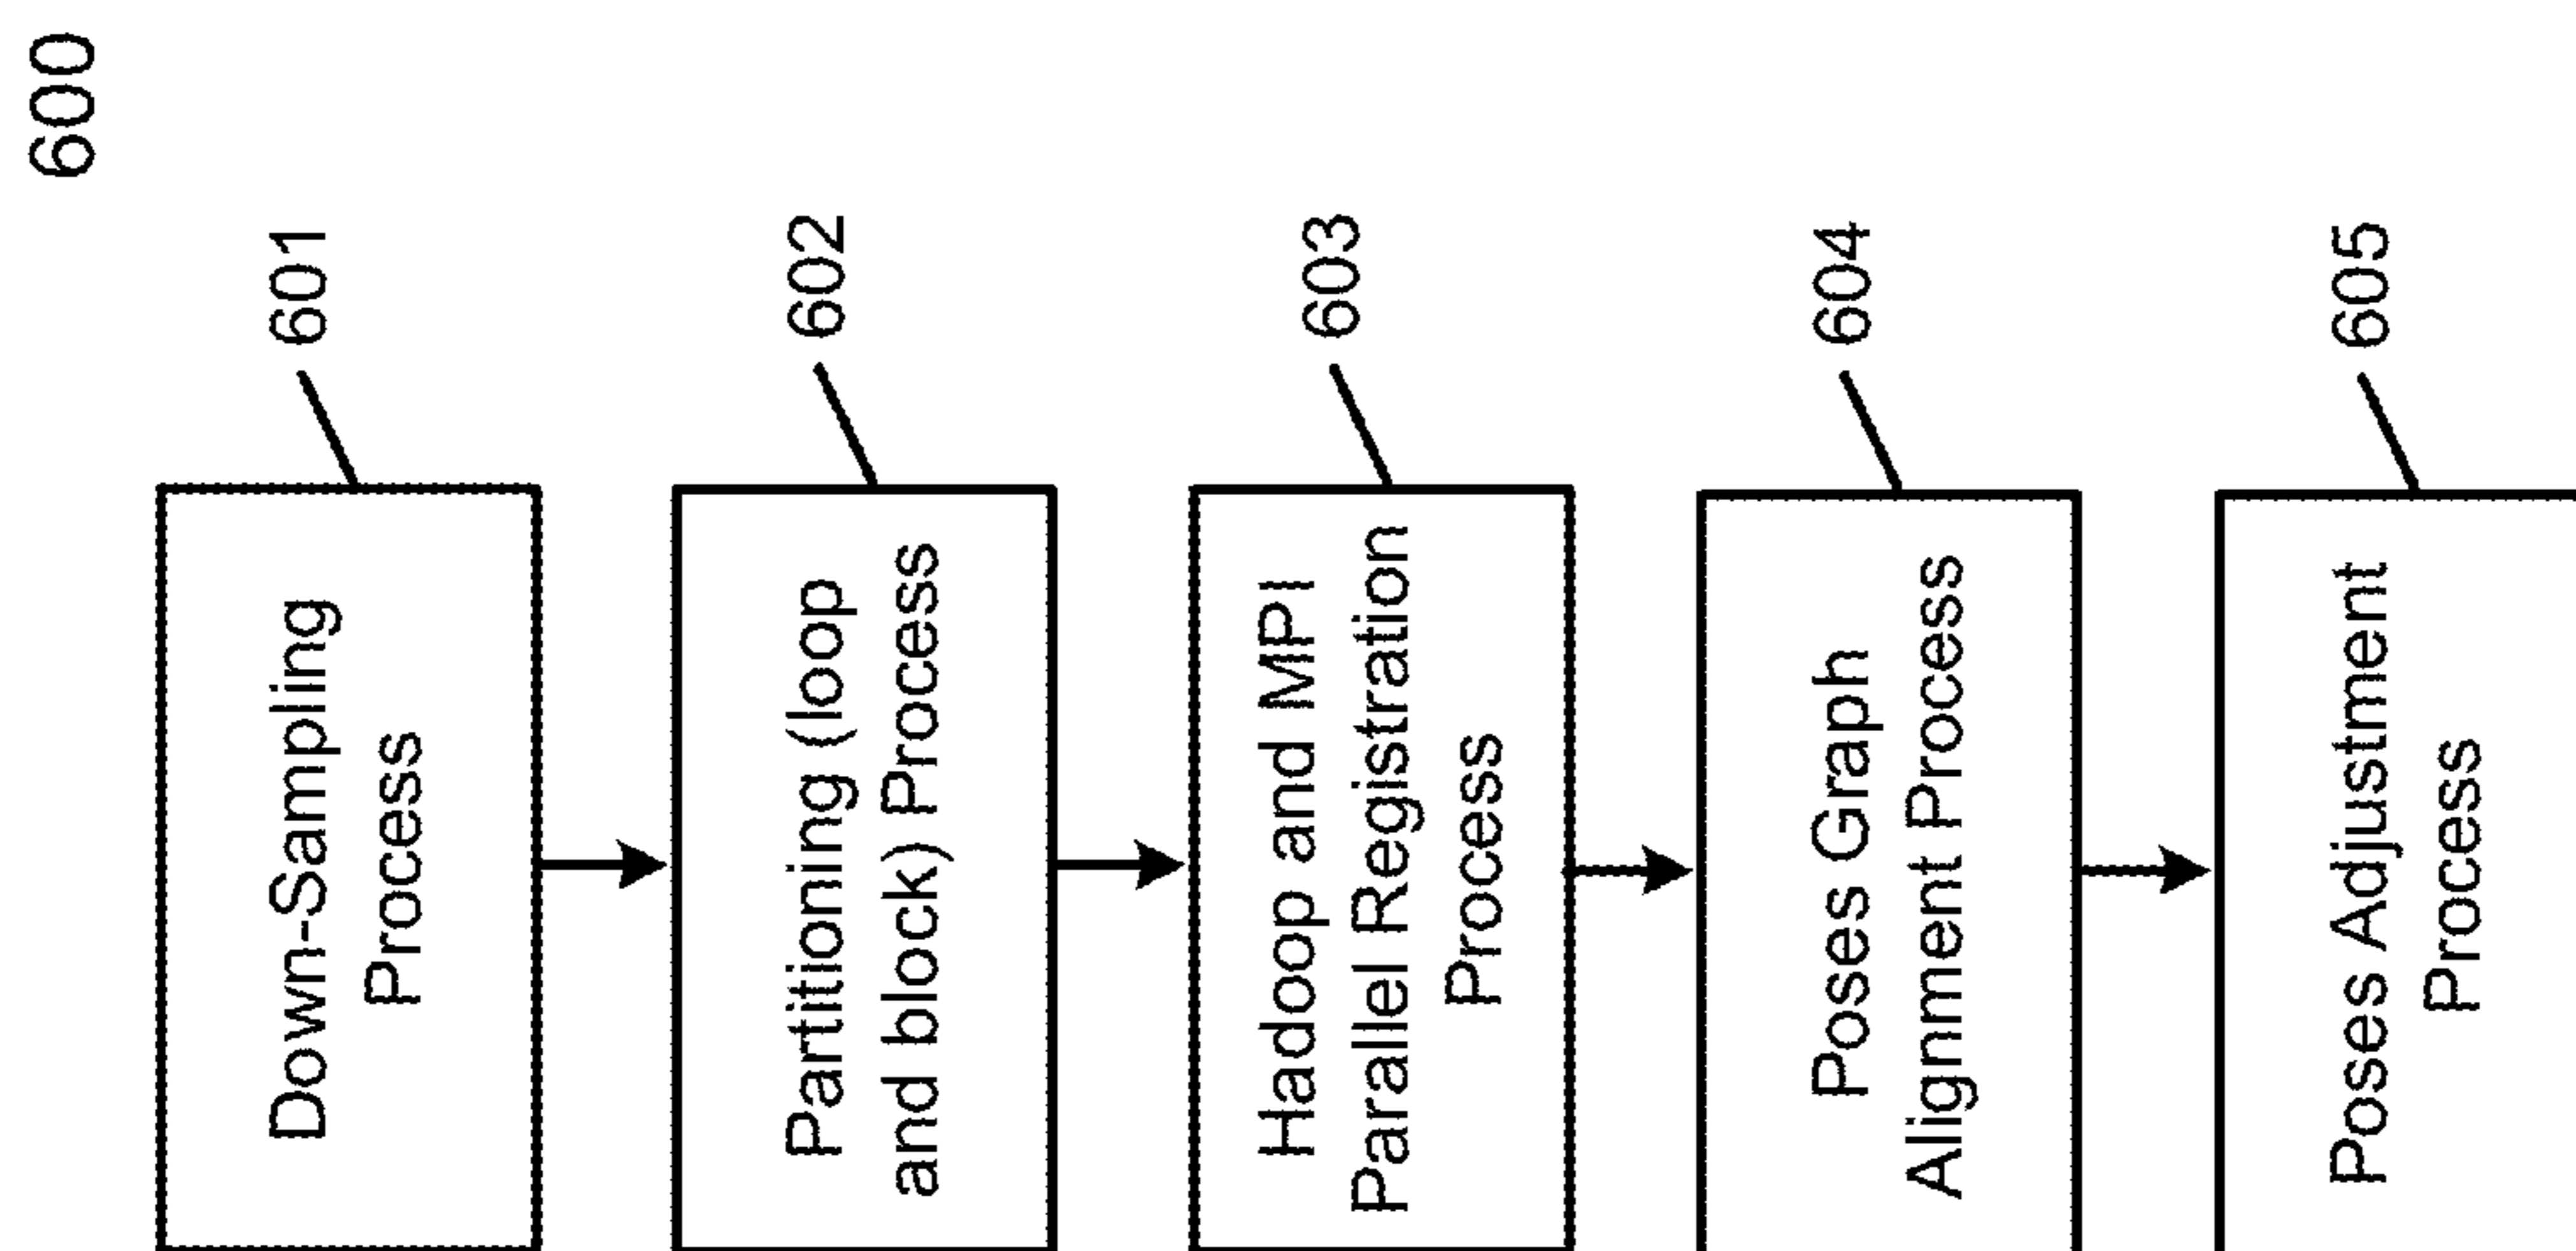 600
601
Down-Sampling
Process
602
Partitioning (loop
and block) Process
603
Hadoop and MPI
Parallel Registration
Process
604
Poses Graph
Alignment Process
605
Poses Adjustment
Process